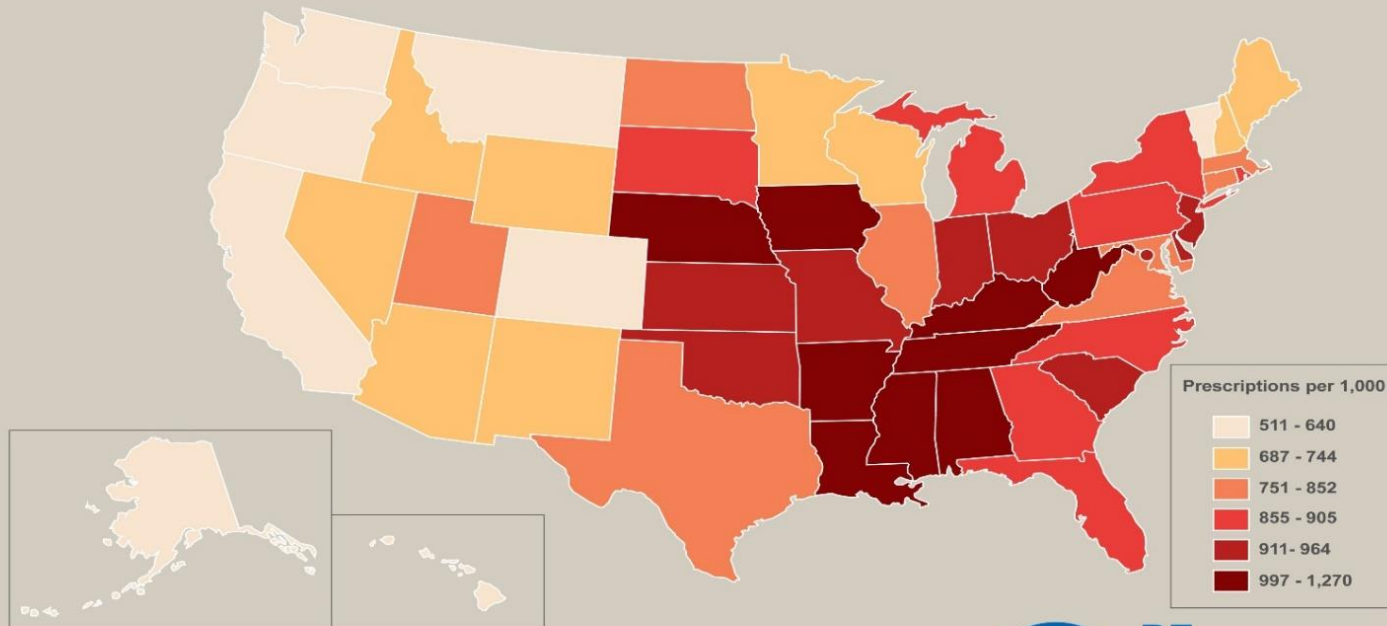 Prescriptions per 1,000
511 - 640
687 - 744
751 - 852
855 - 905
911- 964
997 - 1,270